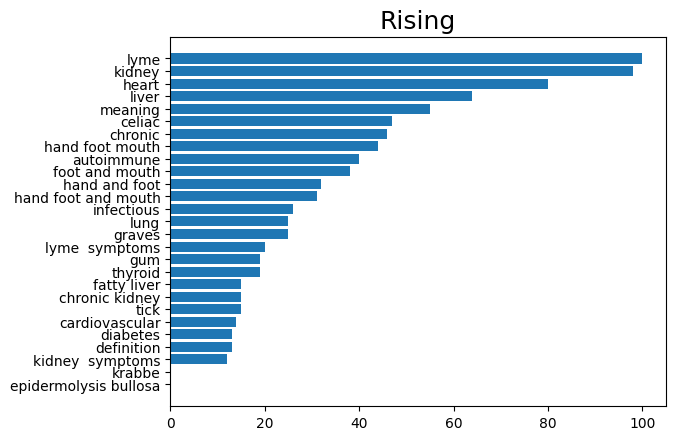 Rising
lyme
kidney
heart
liver
meaning
celiac
chronic
hand foot mouth
autoimmune
foot and mouth
hand and foot
hand foot and mouth
infectious
lung
graves
lyme  symptoms
gum
thyroid
fatty liver
chronic kidney
tick
cardiovascular
diabetes
definition
kidney  symptoms
krabbe
epidermolysis bullosa
0 20 40 60 80 100